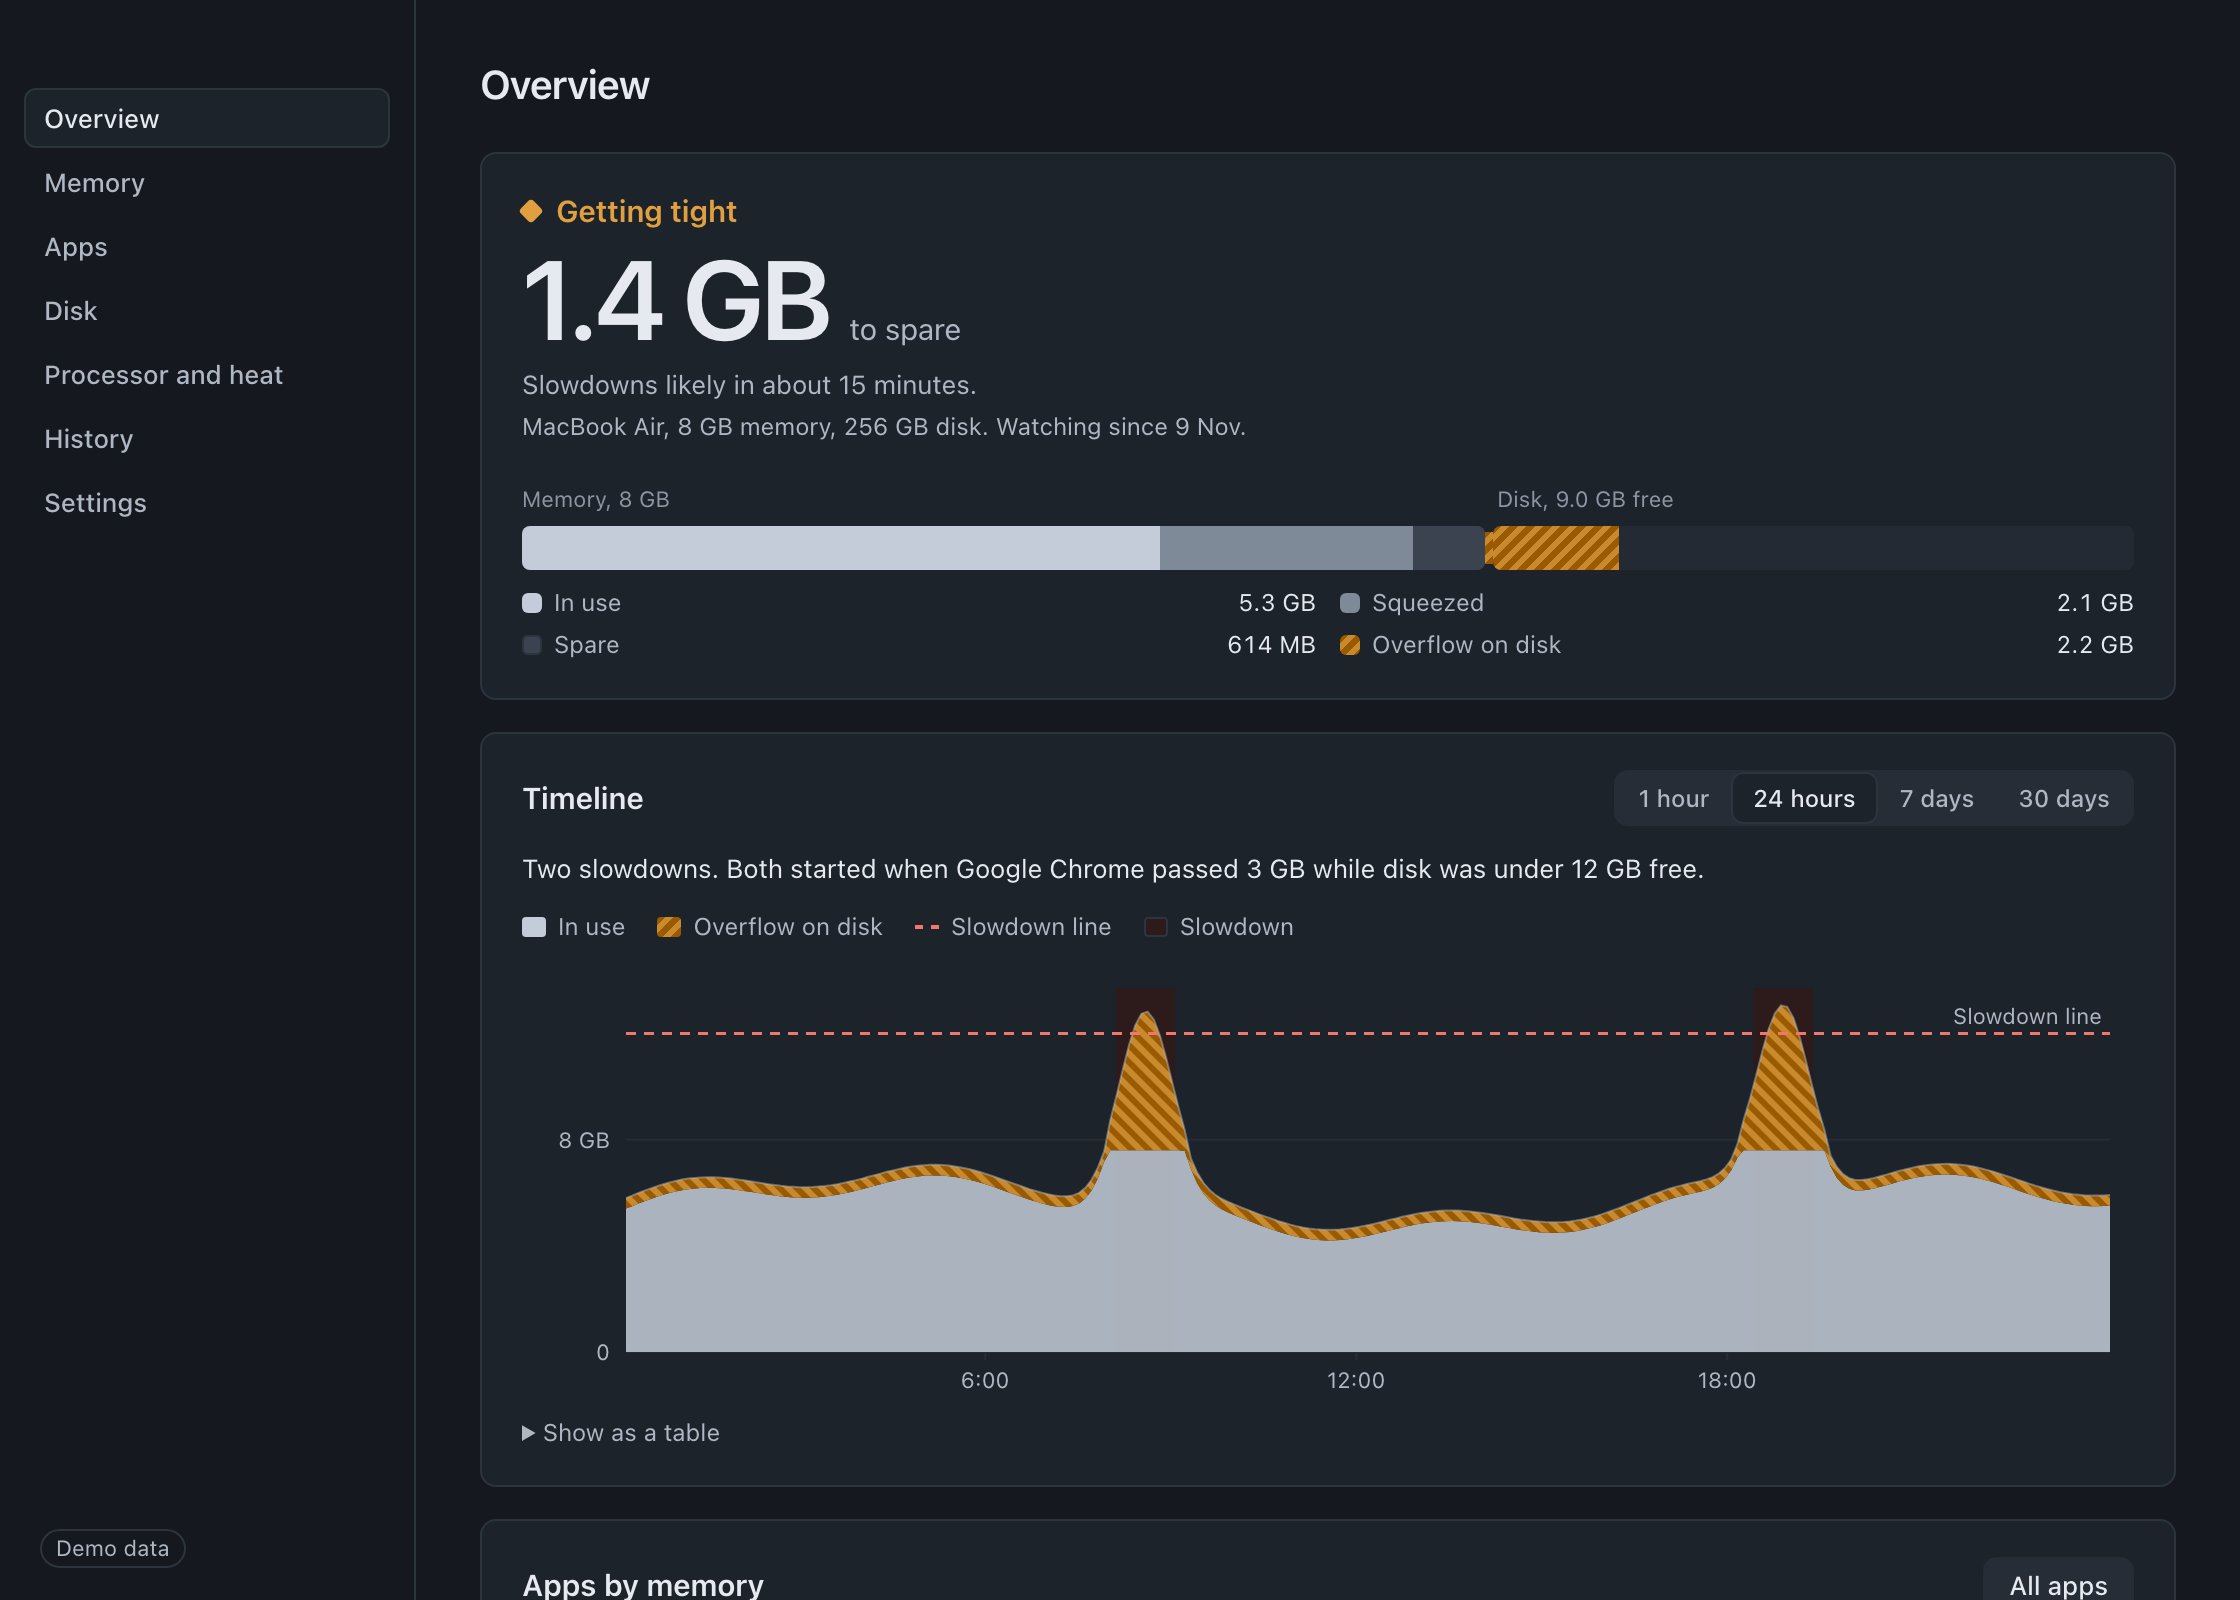 Overview
Memory
Apps
Disk
Processor and heat
History
Settings
Demo data
Overview
Getting tight
1.4 GB to spare
Slowdowns likely in about 15 minutes.
MacBook Air, 8 GB memory, 256 GB disk. Watching since 9 Nov.
Memory, 8 GB
Disk, 9.0 GB free
In use 5.3 GB
Squeezed 2.1 GB
Spare 614 MB
Overflow on disk 2.2 GB
Timeline
1 hour 24 hours 7 days 30 days
Two slowdowns. Both started when Google Chrome passed 3 GB while disk was under 12 GB free.
In use Overflow on disk Slowdown line Slowdown
Slowdown line
8 GB
0
6:00 12:00 18:00
Show as a table
Apps by memory
All apps